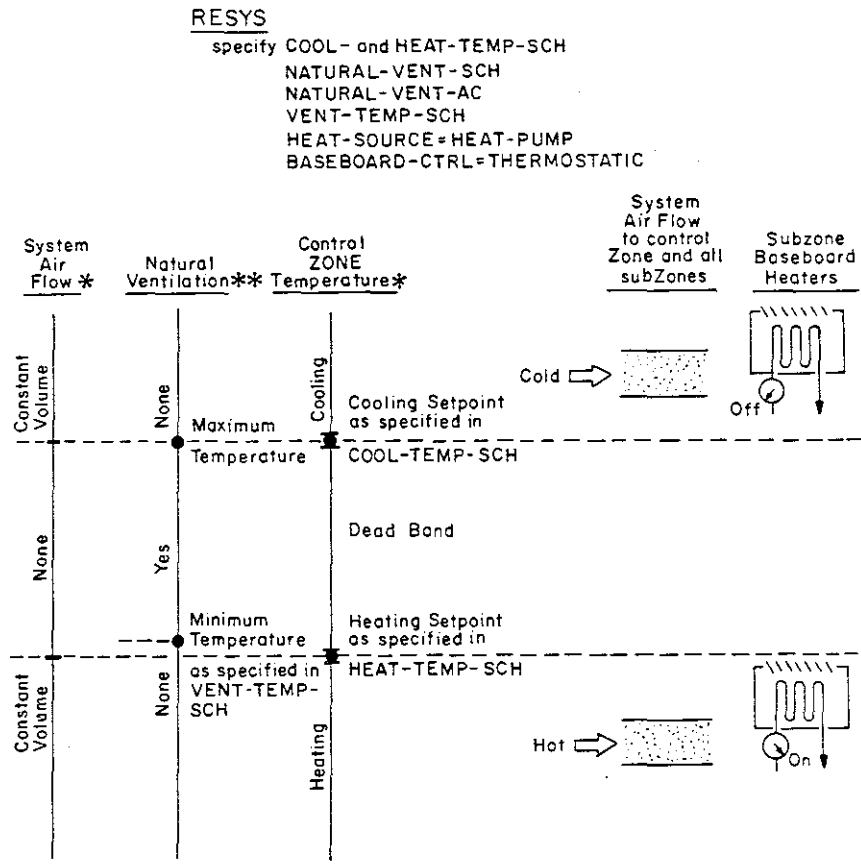 RESYS
specify COOL- and HEAT-TEMP-SCH
NATURAL-VENT-SCH
NATURAL-VENT-AC
VENT-TEMP-SCH
HEAT-SOURCE=HEAT-PUMP
BASEBOARD-CTRL=THERMOSTATIC
System
Air
Flow*
Natural
Ventilation**
Control
ZONE
Temperature*
System
Air Flow
to control
Zone and all
subZones
Subzone
Baseboard
Heaters
Constant
Volume
None
Cooling
Cold
Off
Maximum
Temperature
Cooling Setpoint
as specified in
COOL-TEMP-SCH
None
Yes
Dead Band
Minimum
Temperature
as specified in
VENT-TEMP-
SCH
Heating Setpoint
as specified in
HEAT-TEMP-SCH
Constant
Volume
None
Heating
Hot
On